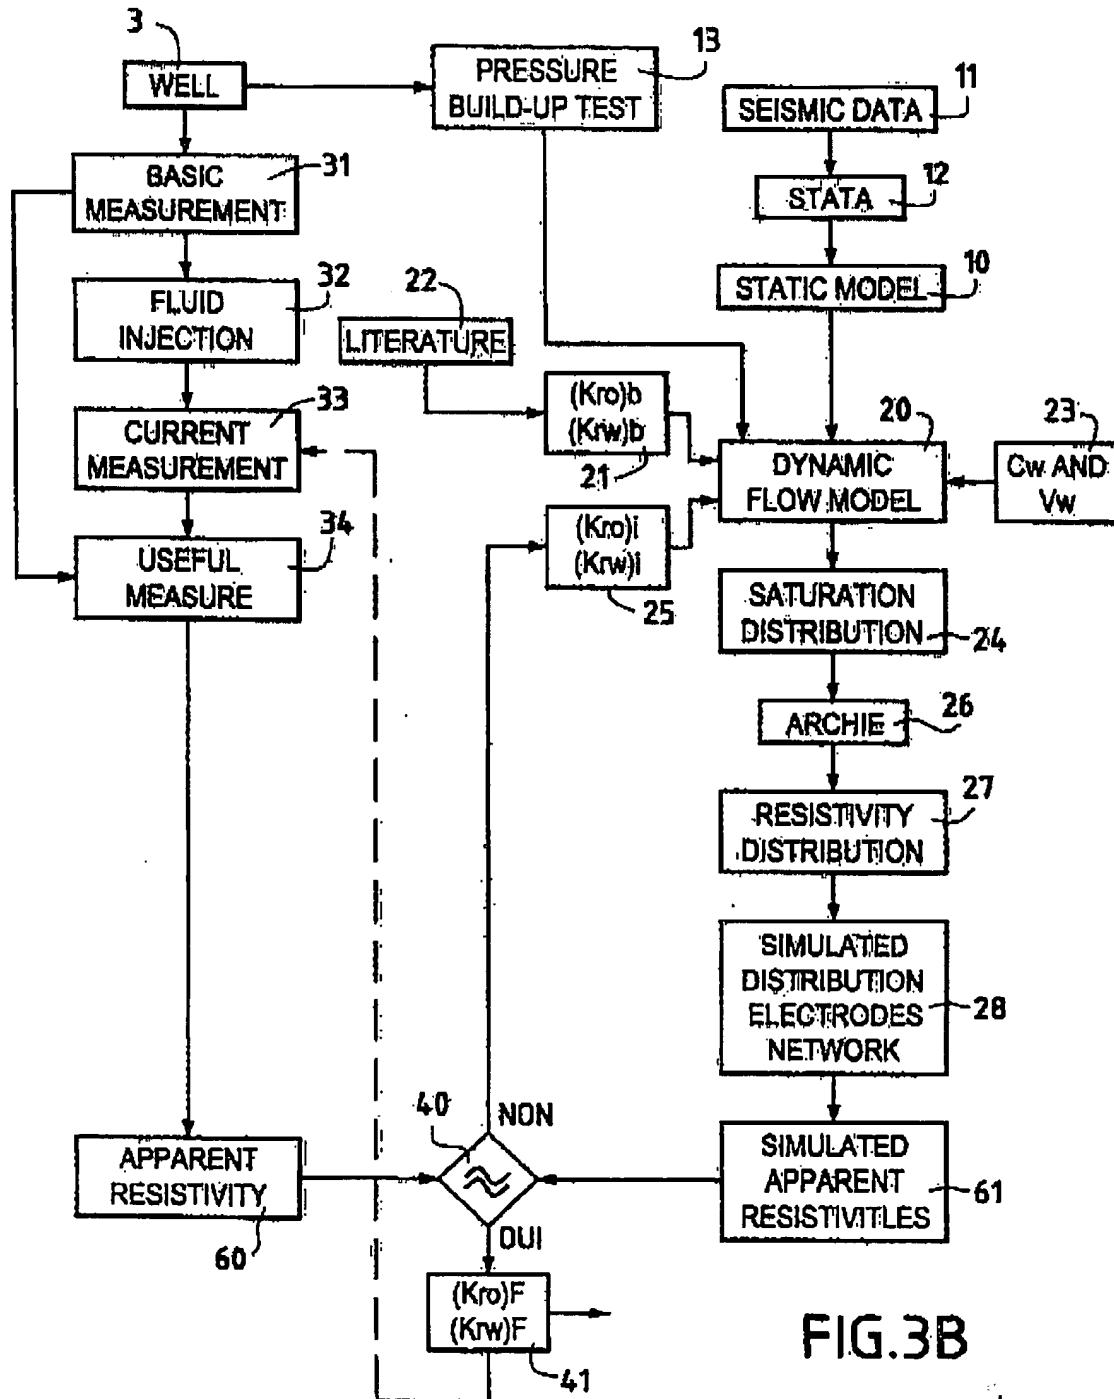 3
WELL
PRESSURE
BUILD-UP TEST
13
SEISMIC DATA
11
BASIC
MEASUREMENT
31
STATA
12
FLUID
INJECTION
32
LITERATURE
22
STATIC MODEL
10
CURRENT
MEASUREMENT
33
(Kro)b
(Krw)b
21
DYNAMIC
FLOW MODEL
20
Cw AND
Vw
23
USEFUL
MEASURE
34
(Kro)i
(Krw)i
25
SATURATION
DISTRIBUTION
24
ARCHIE
26
RESISTIVITY
DISTRIBUTION
27
SIMULATED
DISTRIBUTION
ELECTRODES
NETWORK
28
APPARENT
RESISTIVITY
60
40
NON
OUI
SIMULATED
APPARENT
RESISTIVITLES
61
(Kro)F
(Krw)F
41
FIG.3B